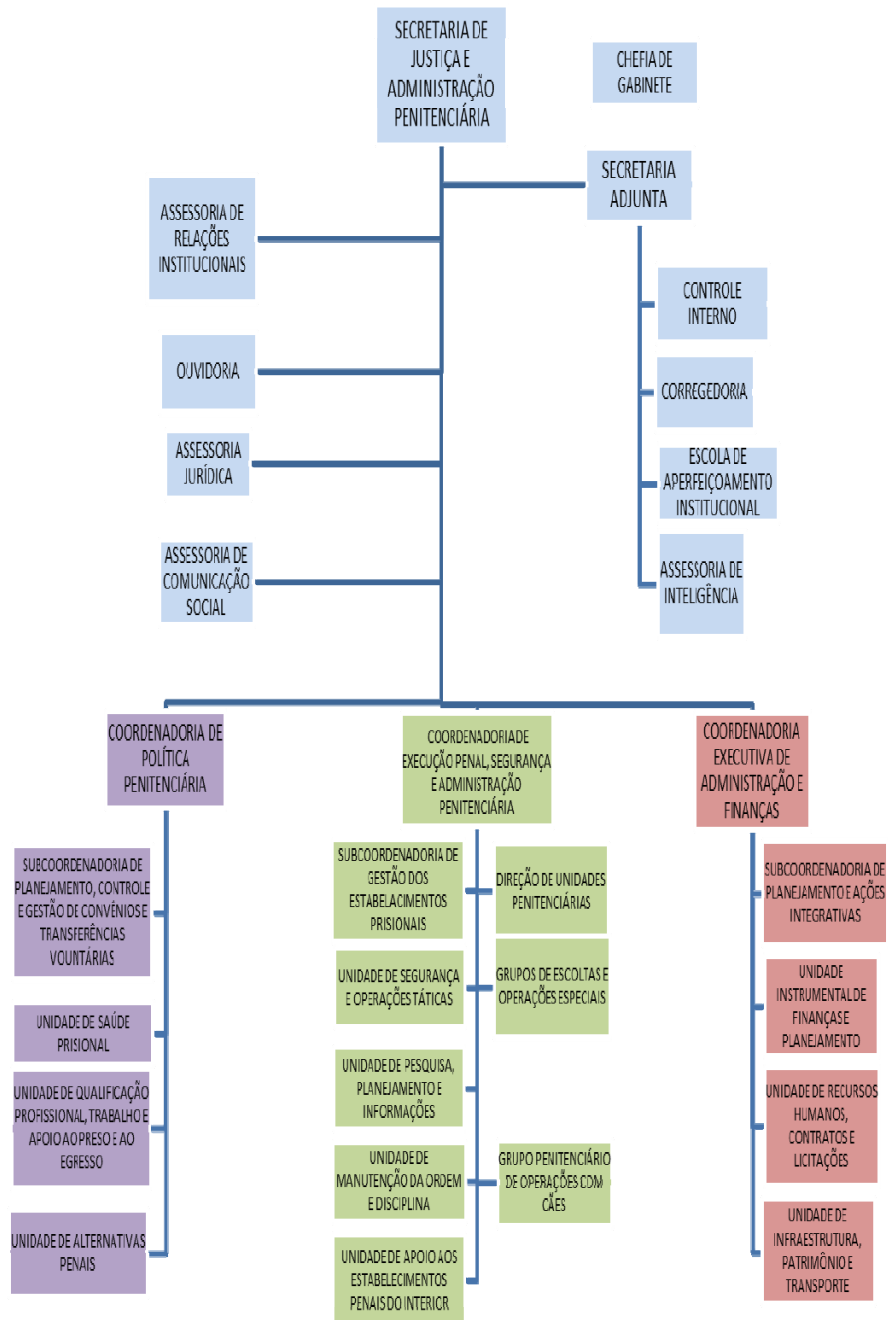 SECRETARIA DE
JUSTIÇA E
ADMINISTRAÇÃO
PENITENCIÁRIA
CHEFIA DE
GABINETE
SECRETARIA
ADJUNTA
ASSESSORIA DE
RELAÇÕES
INSTITUCIONAIS
CONTROLE
INTERNO
OUVIDORIA
CORREGEDORIA
ASSESSORIA
JURÍDICA
ESCOLA DE
APERFEIÇOAMENTO
INSTITUCIONAL
ASSESSORIA DE
COMUNICAÇÃO
SOCIAL
ASSESSORIA DE
INTELIGÊNCIA
COORDENADORIA DE
POLÍTICA
PENITENCIÁRIA
COORDENADORIA DE
EXECUÇÃO PENAL, SEGURANÇA
E ADMINISTRAÇÃO
PENITENCIÁRIA
COORDENADORIA
EXECUTIVA DE
ADMINISTRAÇÃO E
FINANÇAS
SUBCOORDENADORIA DE
PLANEJAMENTO, CONTROLE
E GESTÃO DE CONVÊNIOS E
TRANSFERÊNCIAS
VOUNTÁRIAS
UNIDADE DE SAÚDE
PRISIONAL
UNIDADE DE QUALIFICAÇÃO
PROFISSIONAL, TRABALHO E
APOIO AO PRESO E AO
EGRESSO
UNIDADE DE ALTERNATIVAS
PENAIS
SUBCOORDENADORIA DE
GESTÃO DOS
ESTABELACIMENTOS
PRISIONAIS
DIREÇÃO DE UNIDADES
PENITENCIÁRIAS
UNIDADE DE SEGURANÇA
E OPERAÇÕES TÁTICAS
GRUPOS DE ESCOLTAS E
OPERAÇÕES ESPECIAIS
UNIDADE DE PESQUISA,
PLANEJAMENTO E
INFORMAÇÕES
UNIDADE DE
MANUTENÇÃO DA ORDEM
E DISCIPLINA
GRUPO PENITENCIÁRIO
DE OPERAÇÕES COM
CÃES
UNIDADE DE APOIO AOS
ESTABELECIMENTOS
PENAIS DO INTERIOR
SUBCOORDENADORIA DE
PLANEJAMENTO E AÇÕES
INTEGRATIVAS
UNIDADE
INSTRUMENTAL DE
FINANÇAS E
PLANEJAMENTO
UNIDADE DE RECURSOS
HUMANOS,
CONTRATOS E
LICITAÇÕES
UNIDADE DE
INFRAESTRUTURA,
PATRIMÔNIO E
TRANSPORTE